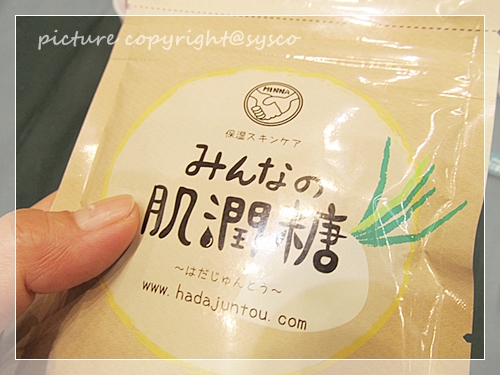 picture copyright@sysco
MINNA
保湿スキンケア
みんなの
肌潤糖
～はだじゅんとう～
www.hadajuntou.com